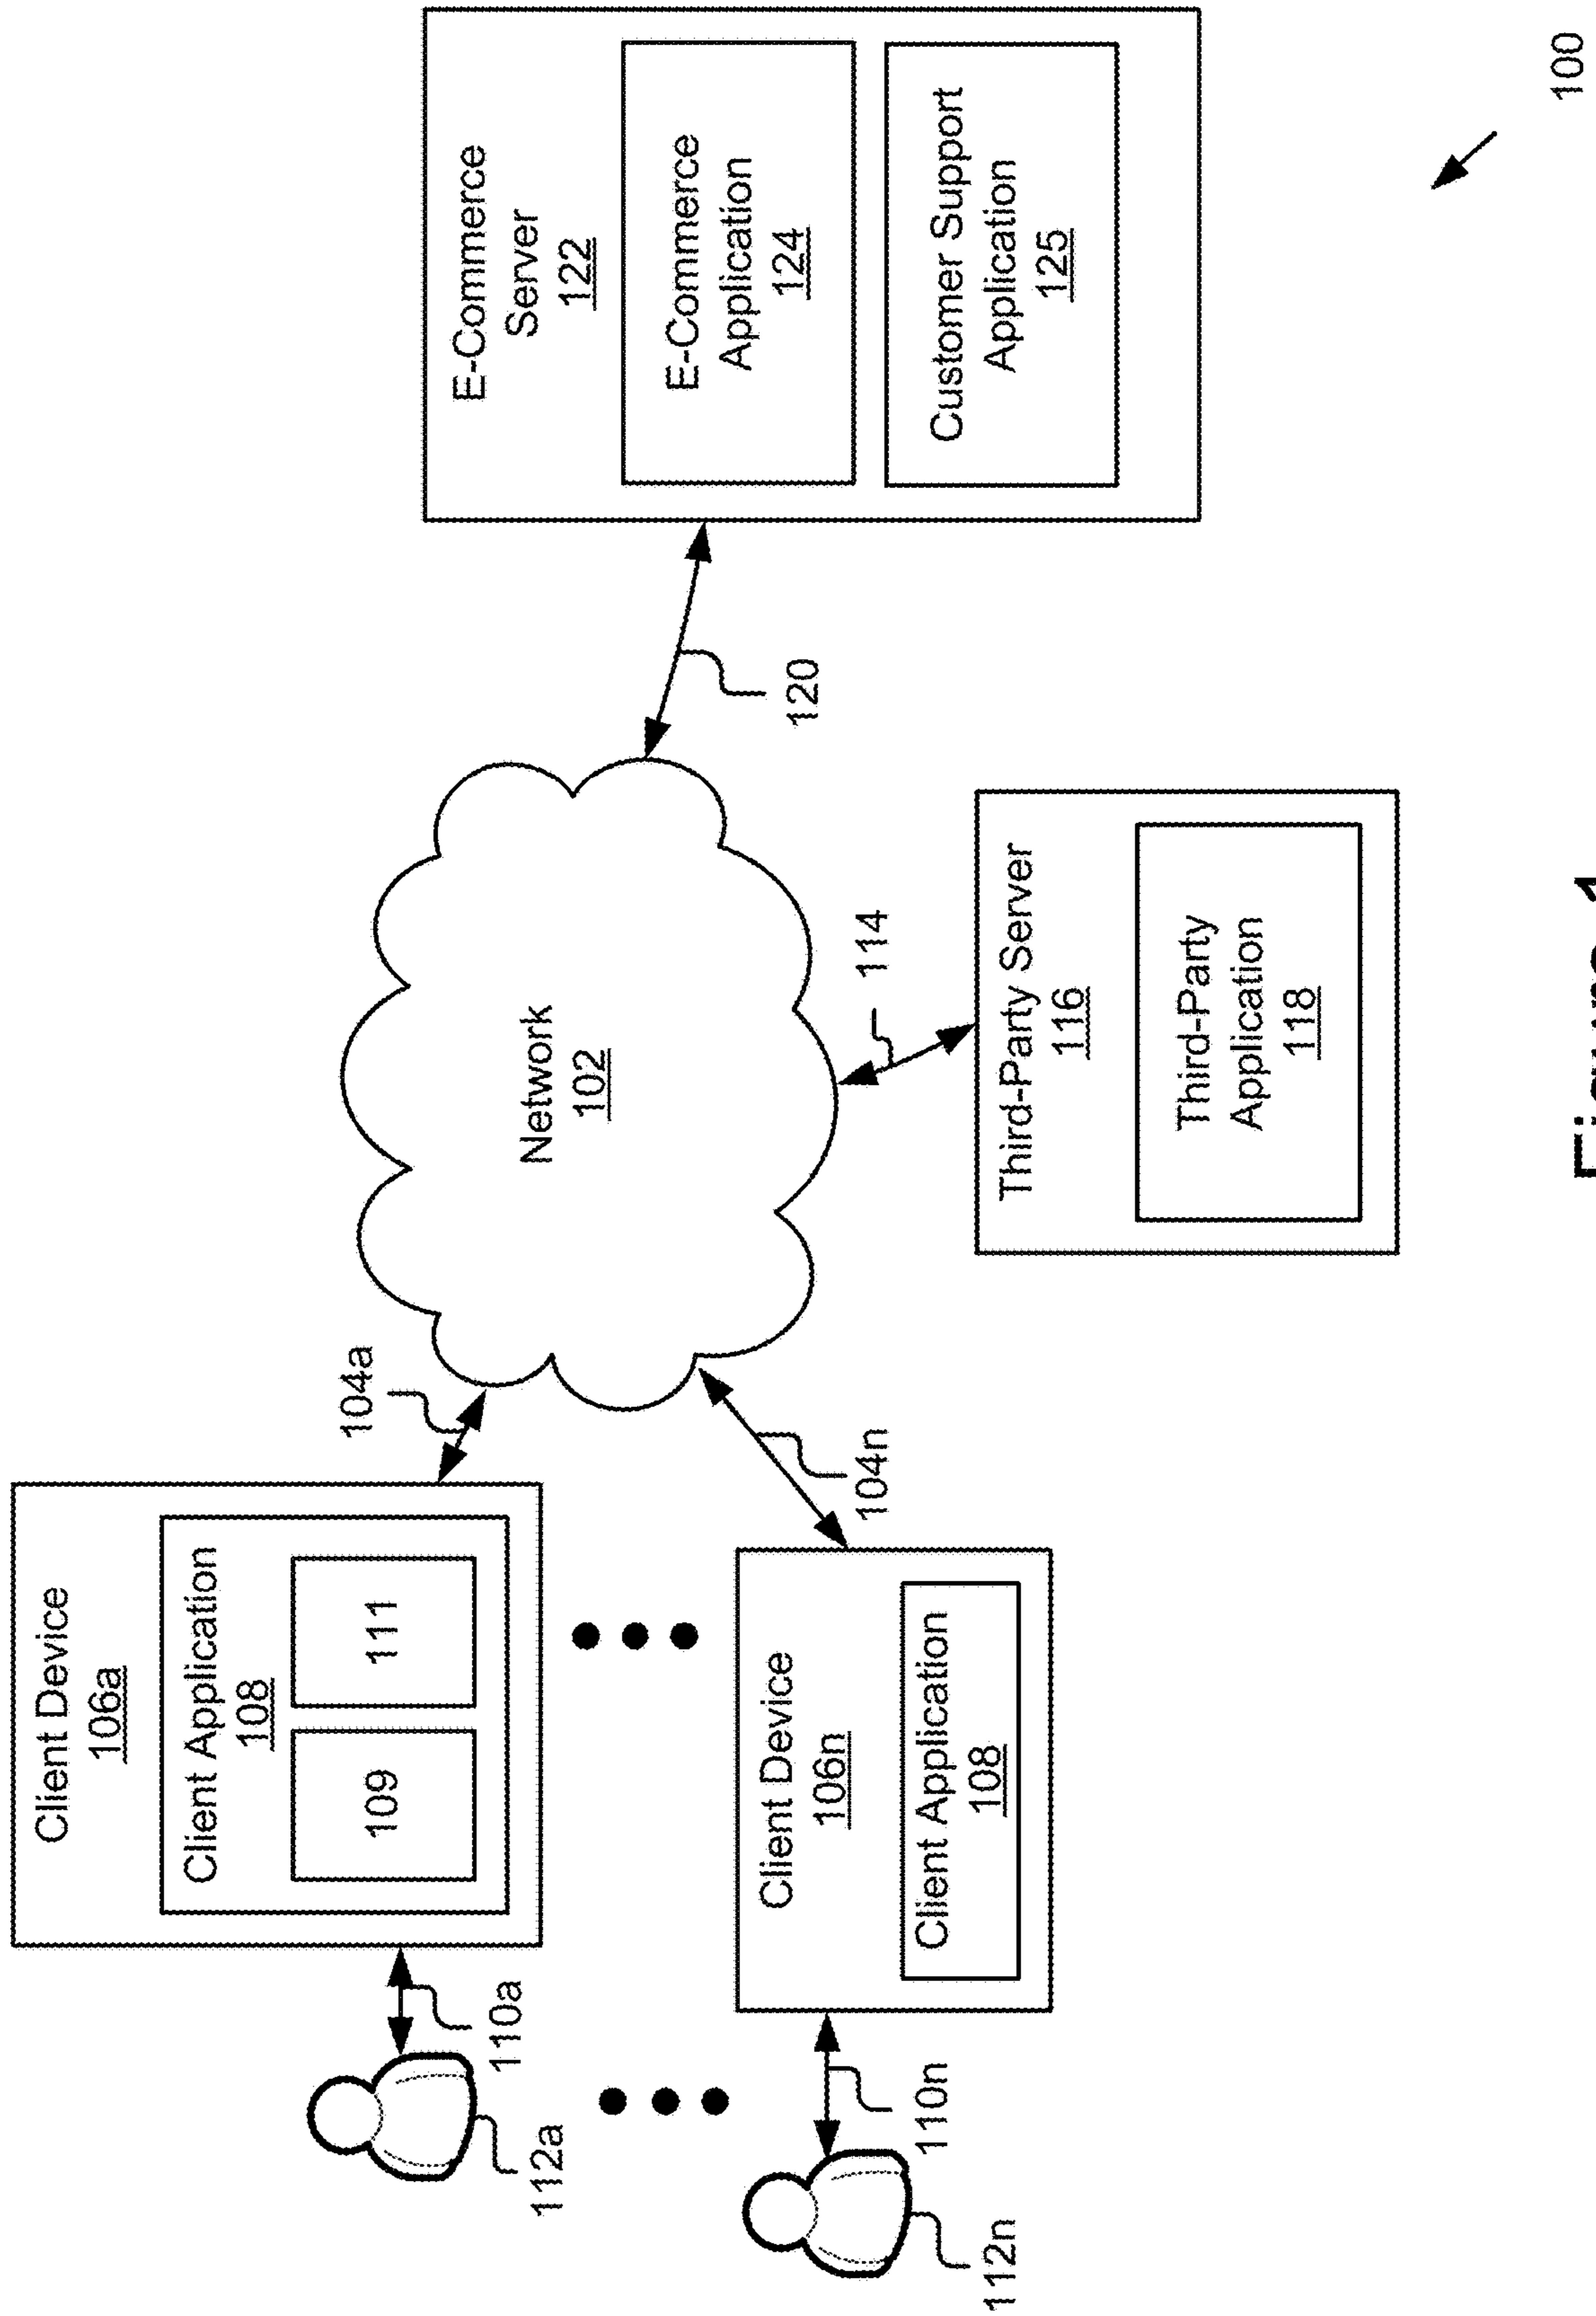 100
Client Device
106a
Client Application
108
109
111
104a
110a
112a
Client Device
106n
Client Application
108
104n
110n
112n
Network
102
120
114
E-Commerce
Server
122
E-Commerce
Application
124
Customer Support
Application
125
Third-Party Server
116
Third-Party
Application
118
Figure 1